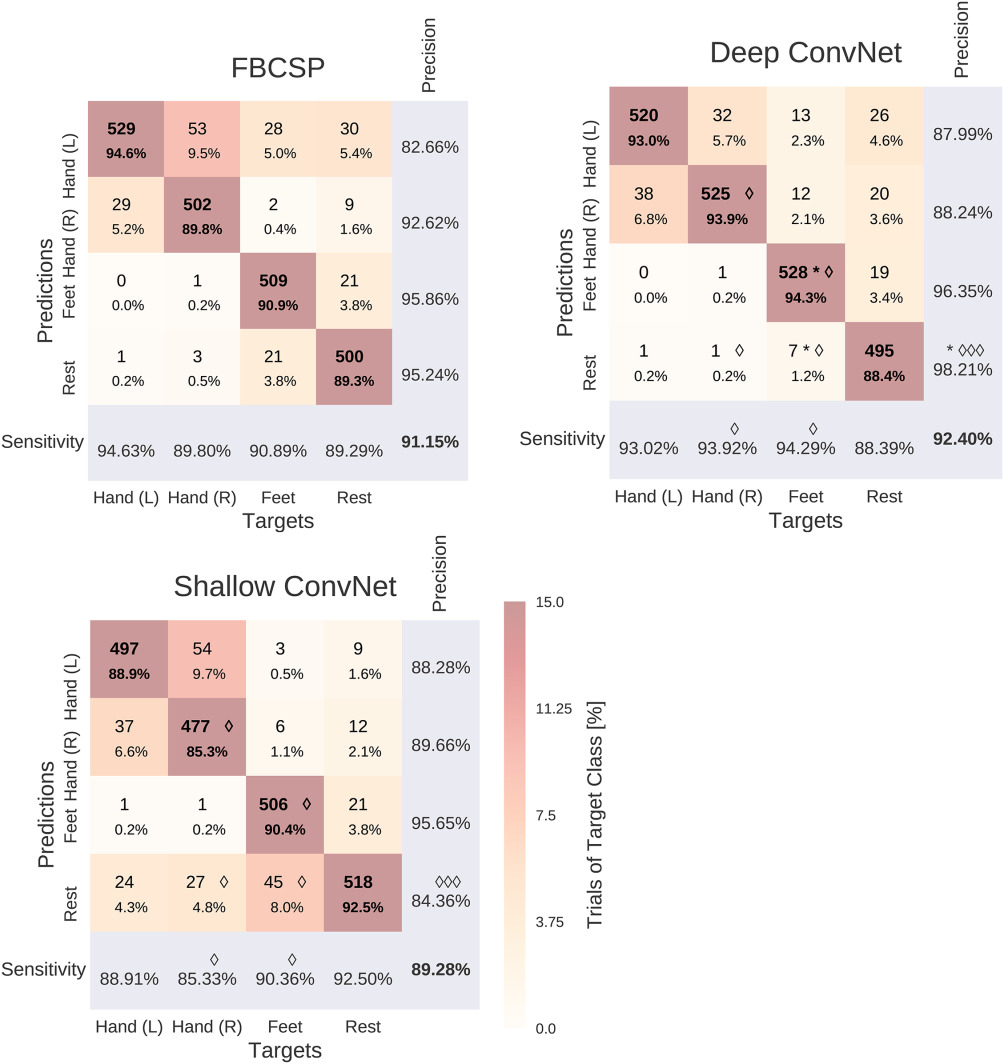 FBCSP
Precision
Predictions
Hand (L)
529 53 28 30
94.6% 9.5% 5.0% 5.4%
82.66%
Hand (R)
29 502 2 9
5.2% 89.8% 0.4% 1.6%
92.62%
Feet
0 1 509 21
0.0% 0.2% 90.9% 3.8%
95.86%
Rest
1 3 21 500
0.2% 0.5% 3.8% 89.3%
95.24%
Sensitivity 94.63% 89.80% 90.89% 89.29% 91.15%
Hand (L) Hand (R) Feet Rest
Targets
Deep ConvNet
Precision
Predictions
Hand (L)
520 32 13 26
93.0% 5.7% 2.3% 4.6%
87.99%
Hand (R)
38 525 ◊ 12 20
6.8% 93.9% 2.1% 3.6%
88.24%
Feet
0 1 528 * ◊ 19
0.0% 0.2% 94.3% 3.4%
96.35%
Rest
1 1 ◊ 7 * ◊ 495
0.2% 0.2% 1.2% 88.4%
* ◊◊◊
98.21%
◊ ◊
Sensitivity 93.02% 93.92% 94.29% 88.39% 92.40%
Hand (L) Hand (R) Feet Rest
Targets
Shallow ConvNet
Precision
Predictions
Hand (L)
497 54 3 9
88.9% 9.7% 0.5% 1.6%
88.28%
Hand (R)
37 477 ◊ 6 12
6.6% 85.3% 1.1% 2.1%
89.66%
Feet
1 1 506 ◊ 21
0.2% 0.2% 90.4% 3.8%
95.65%
Rest
24 27 ◊ 45 ◊ 518
4.3% 4.8% 8.0% 92.5%
◊◊◊
84.36%
◊ ◊
Sensitivity 88.91% 85.33% 90.36% 92.50% 89.28%
Hand (L) Hand (R) Feet Rest
Targets
15.0
11.25
7.5
3.75
0.0
Trials of Target Class [%]